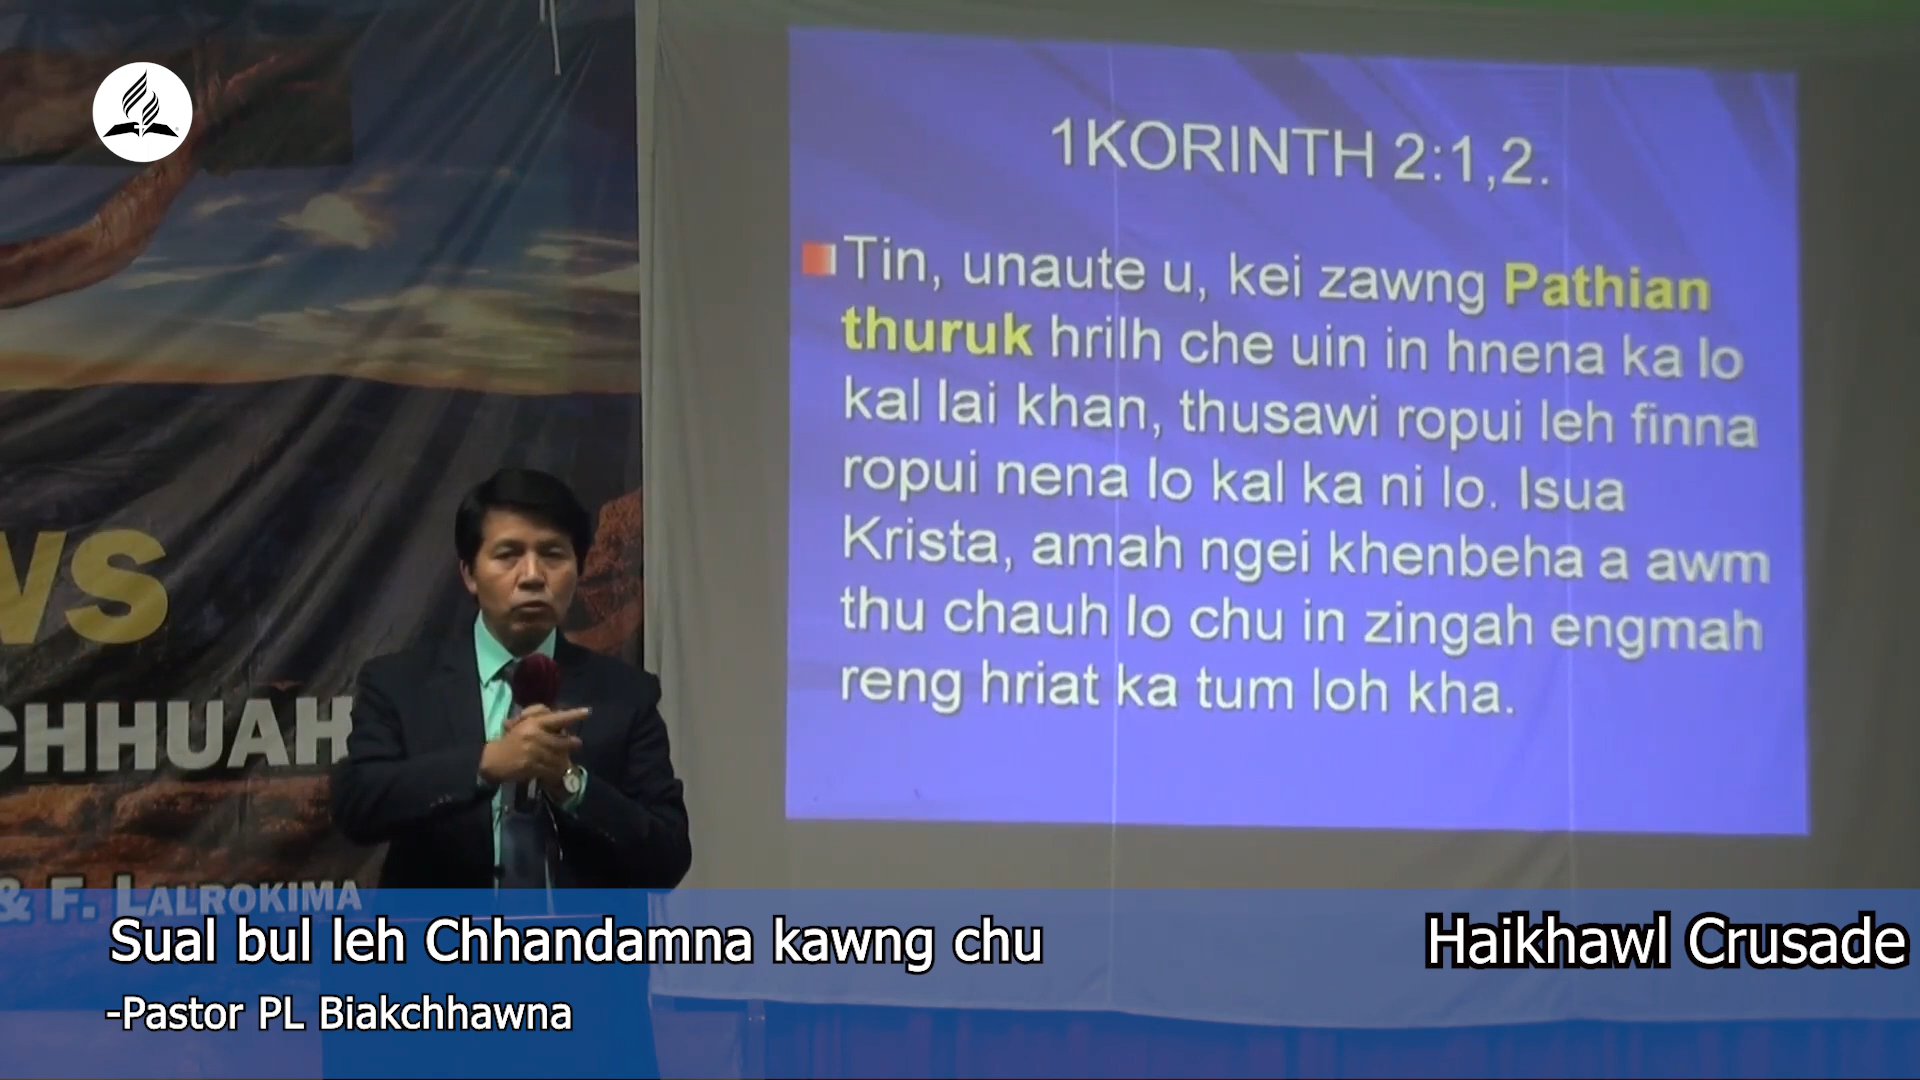 1KORINTH 2:1,2.
Tin, unaute u, kei zawng Pathian
thuruk hrilh che uin in hnena ka lo
kal lai khan, thusawi ropui leh finna
ropui nena lo kal ka ni lo. Isua
Krista, amah ngei khenbeha a awm
thu chauh lo chu in zingah engmah
reng hriat ka tum loh kha.
WS
CHHUAH
& F. LALROKIMA
Sual bul leh Chhandamna kawng chu
Haikhawl Crusade
-Pastor PL Biakchhawna